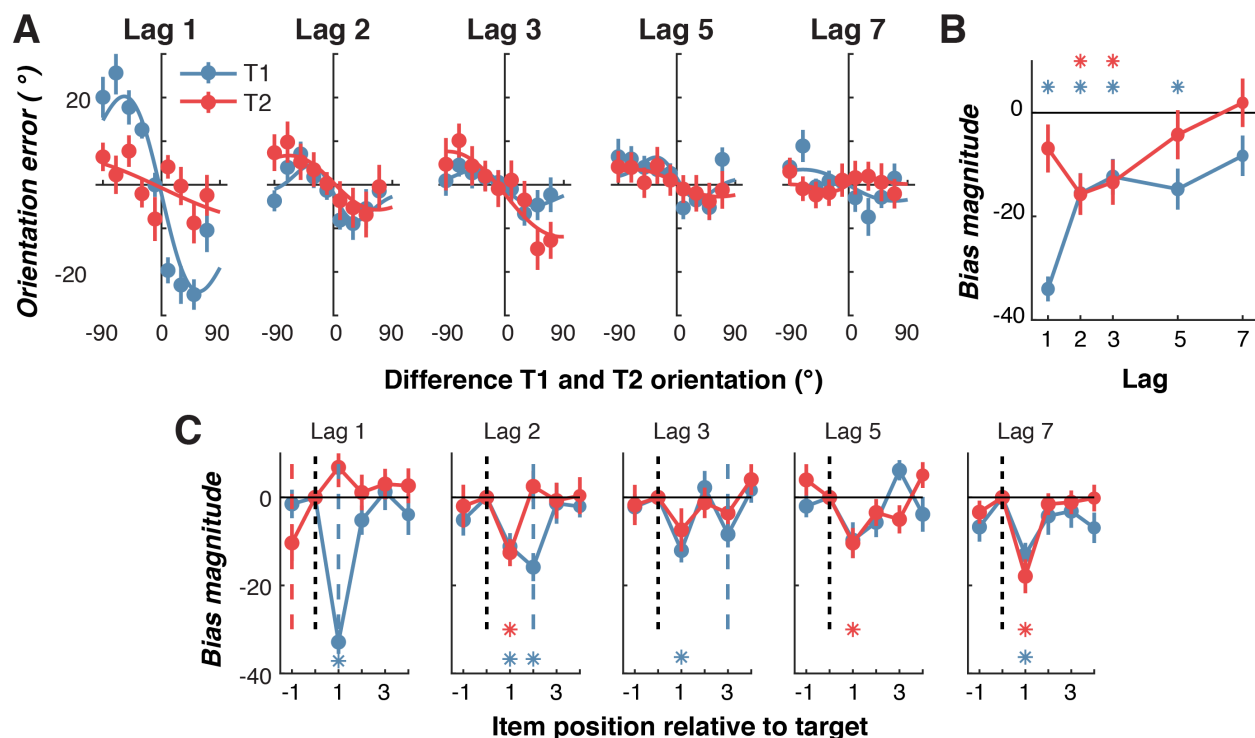 A
Lag 1
Lag 2
Lag 3
Lag 5
Lag 7
Orientation error (°)
20
-20
T1
T2
-90 0 90
-90 0 90
-90 0 90
-90 0 90
-90 0 90
Difference T1 and T2 orientation (°)
B
Bias magnitude
0
-20
-40
1 2 3 5 7
Lag
C
Lag 1
Lag 2
Lag 3
Lag 5
Lag 7
Bias magnitude
0
-20
-40
-1 1 3
-1 1 3
-1 1 3
-1 1 3
-1 1 3
Item position relative to target